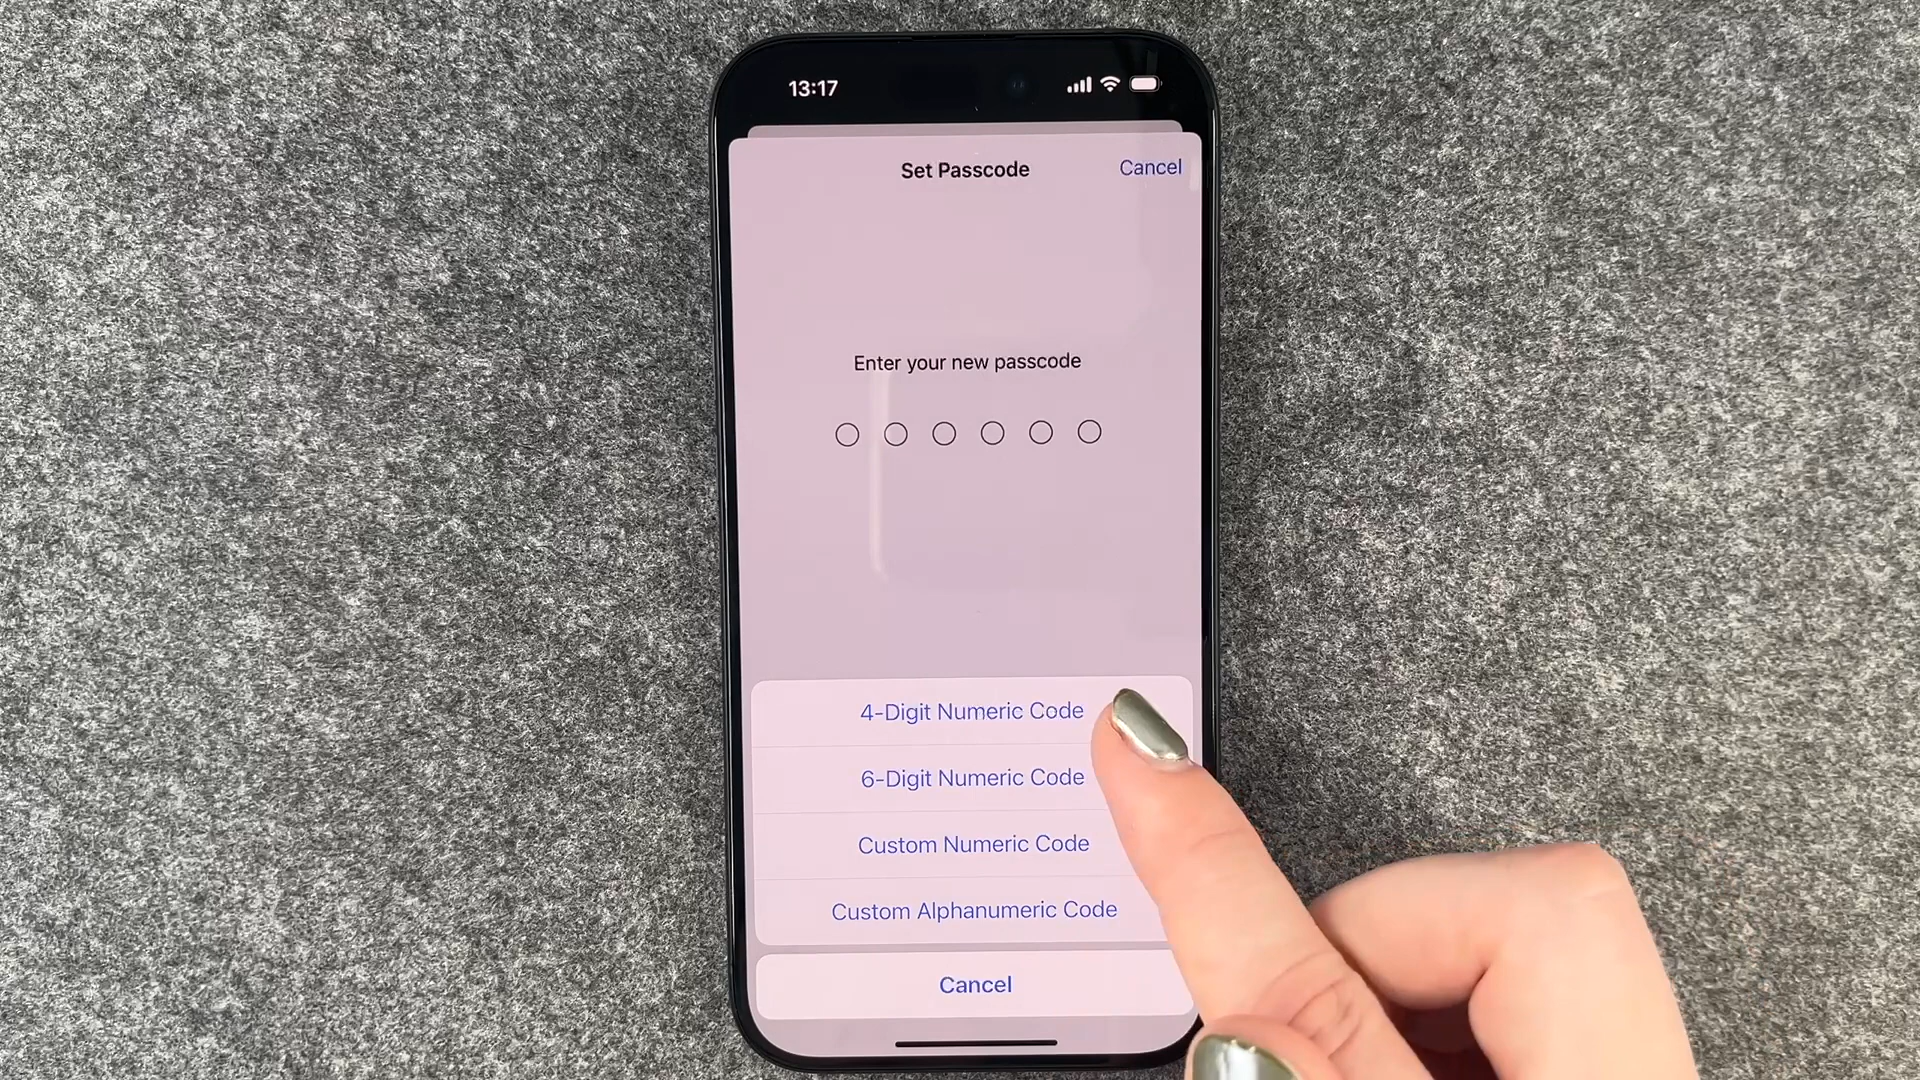 13:17
Set Passcode
Cancel
Enter your new passcode
4-Digit Numeric Code
6-Digit Numeric Code
Custom Numeric Code
Custom Alphanumeric Code
Cancel